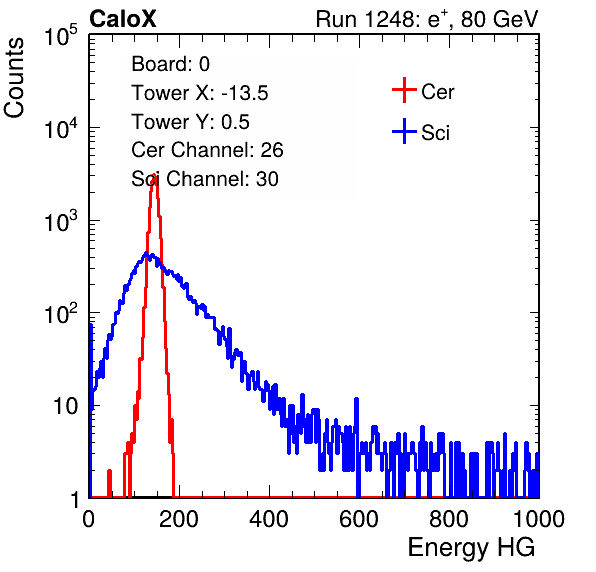 CaloX Run 1248: e⁺, 80 GeV
Counts
Board: 0
Tower X: -13.5
Tower Y: 0.5
Cer Channel: 26
Sci Channel: 30
Cer
Sci
10⁵
10⁴
10³
10²
10
1
0 200 400 600 800 1000
Energy HG